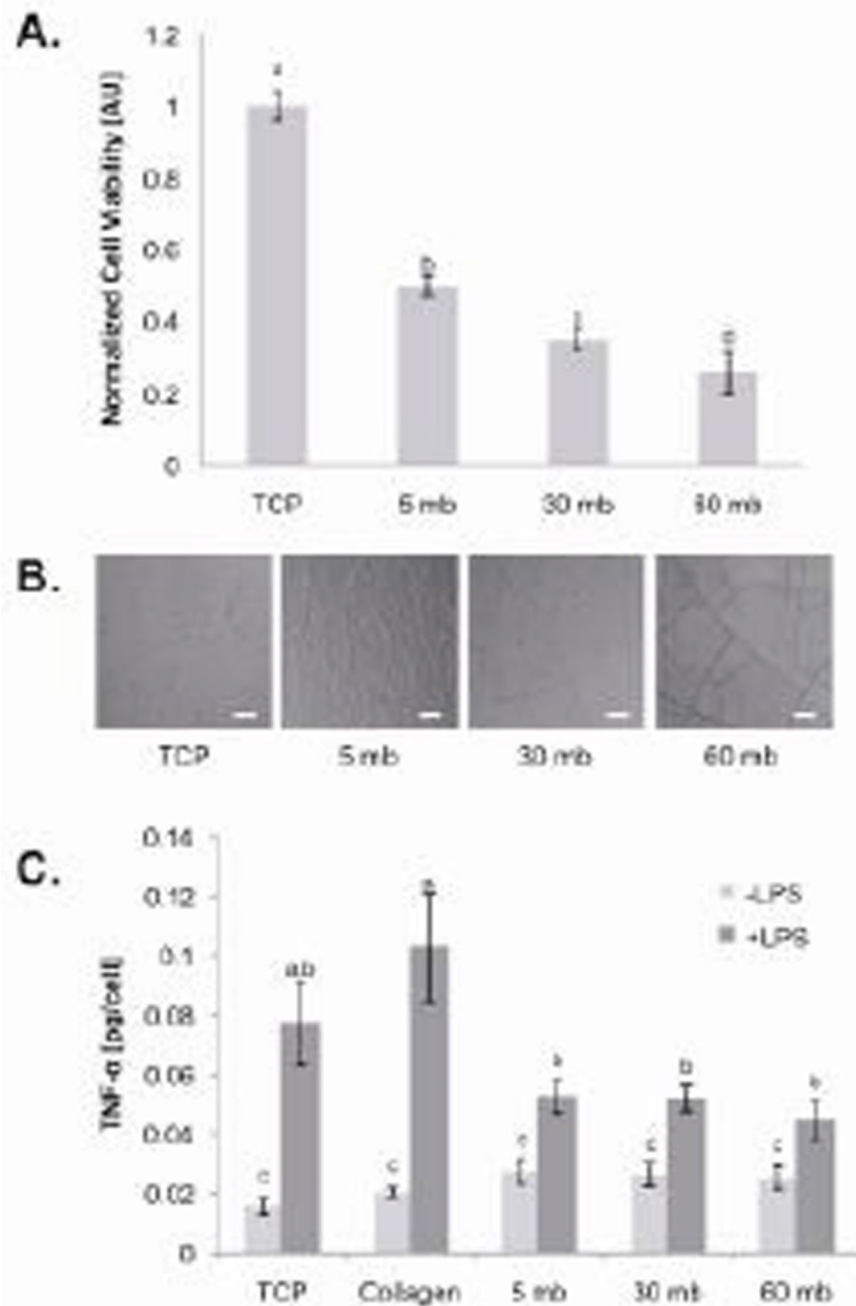 A.
Normalized Cell Viability [AU]
1.2
1
0.8
0.6
0.4
0.2
0
b
TCP
5 mb
30 mb
60 mb
B.
TCP
5 mb
30 mb
60 mb
C.
TNF-α [pg/cell]
0.14
0.12
0.1
0.08
0.06
0.04
0.02
0
-LPS
+LPS
c
ab
c
a
b
c
TCP
Collagen
5 mb
30 mb
60 mb